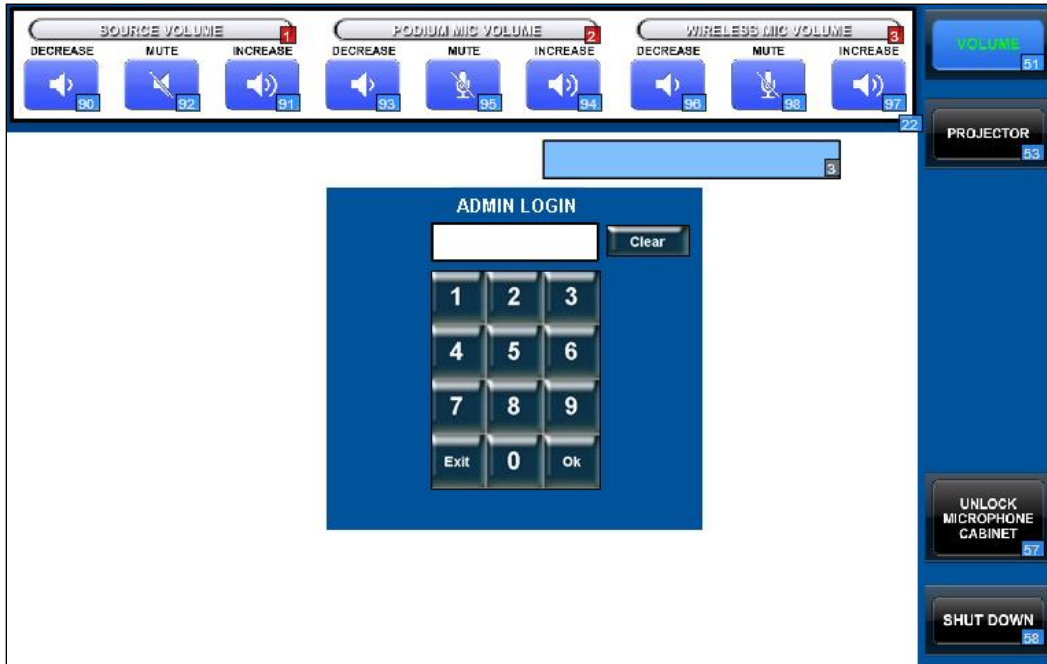 SOURCE VOLUME 1
PODIUM MIC VOLUME 2
WIRELESS MIC VOLUME 3
DECREASE MUTE INCREASE
DECREASE MUTE INCREASE
DECREASE MUTE INCREASE
90 92 91
93 95 94
96 98 97
22
VOLUME
51
PROJECTOR
53
3
ADMIN LOGIN
Clear
1 2 3
4 5 6
7 8 9
Exit 0 Ok
UNLOCK
MICROPHONE
CABINET
57
SHUT DOWN
58